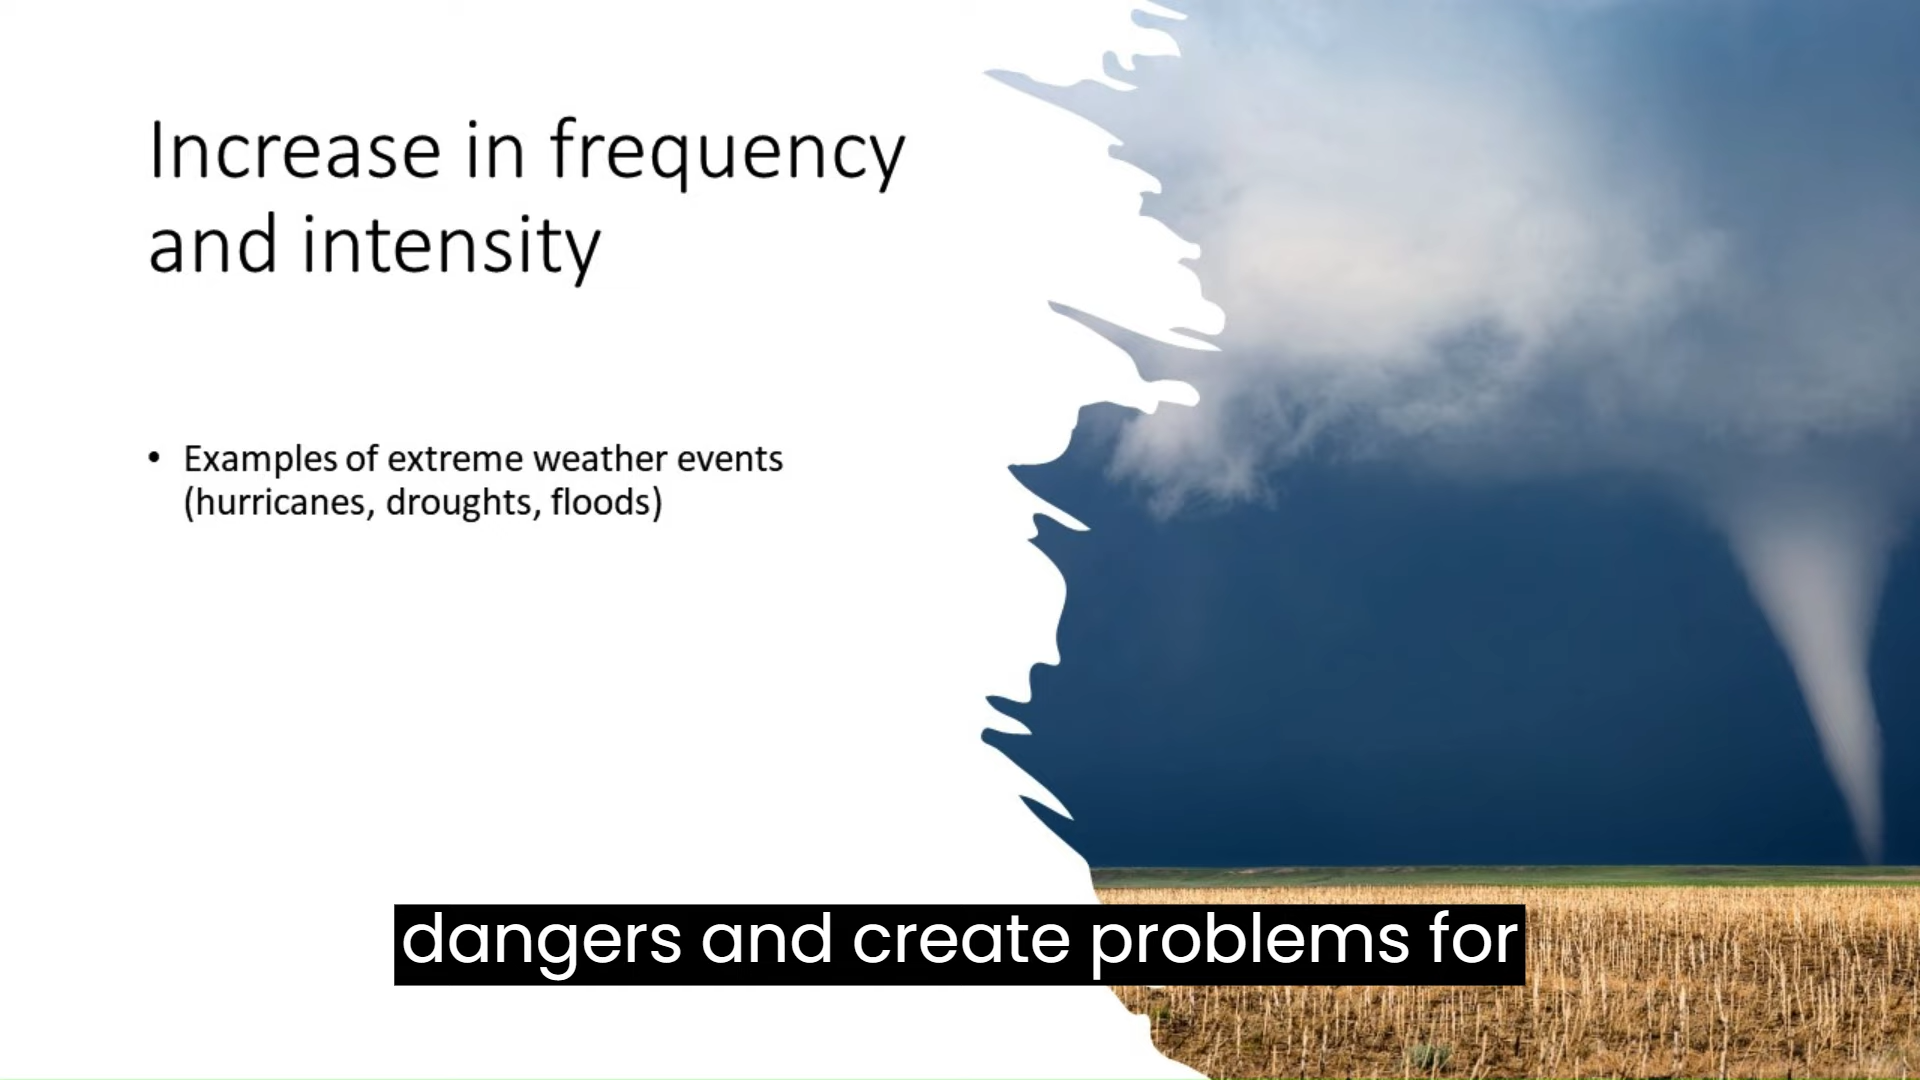 Increase in frequency
and intensity
• Examples of extreme weather events
(hurricanes, droughts, floods)
dangers and create problems for